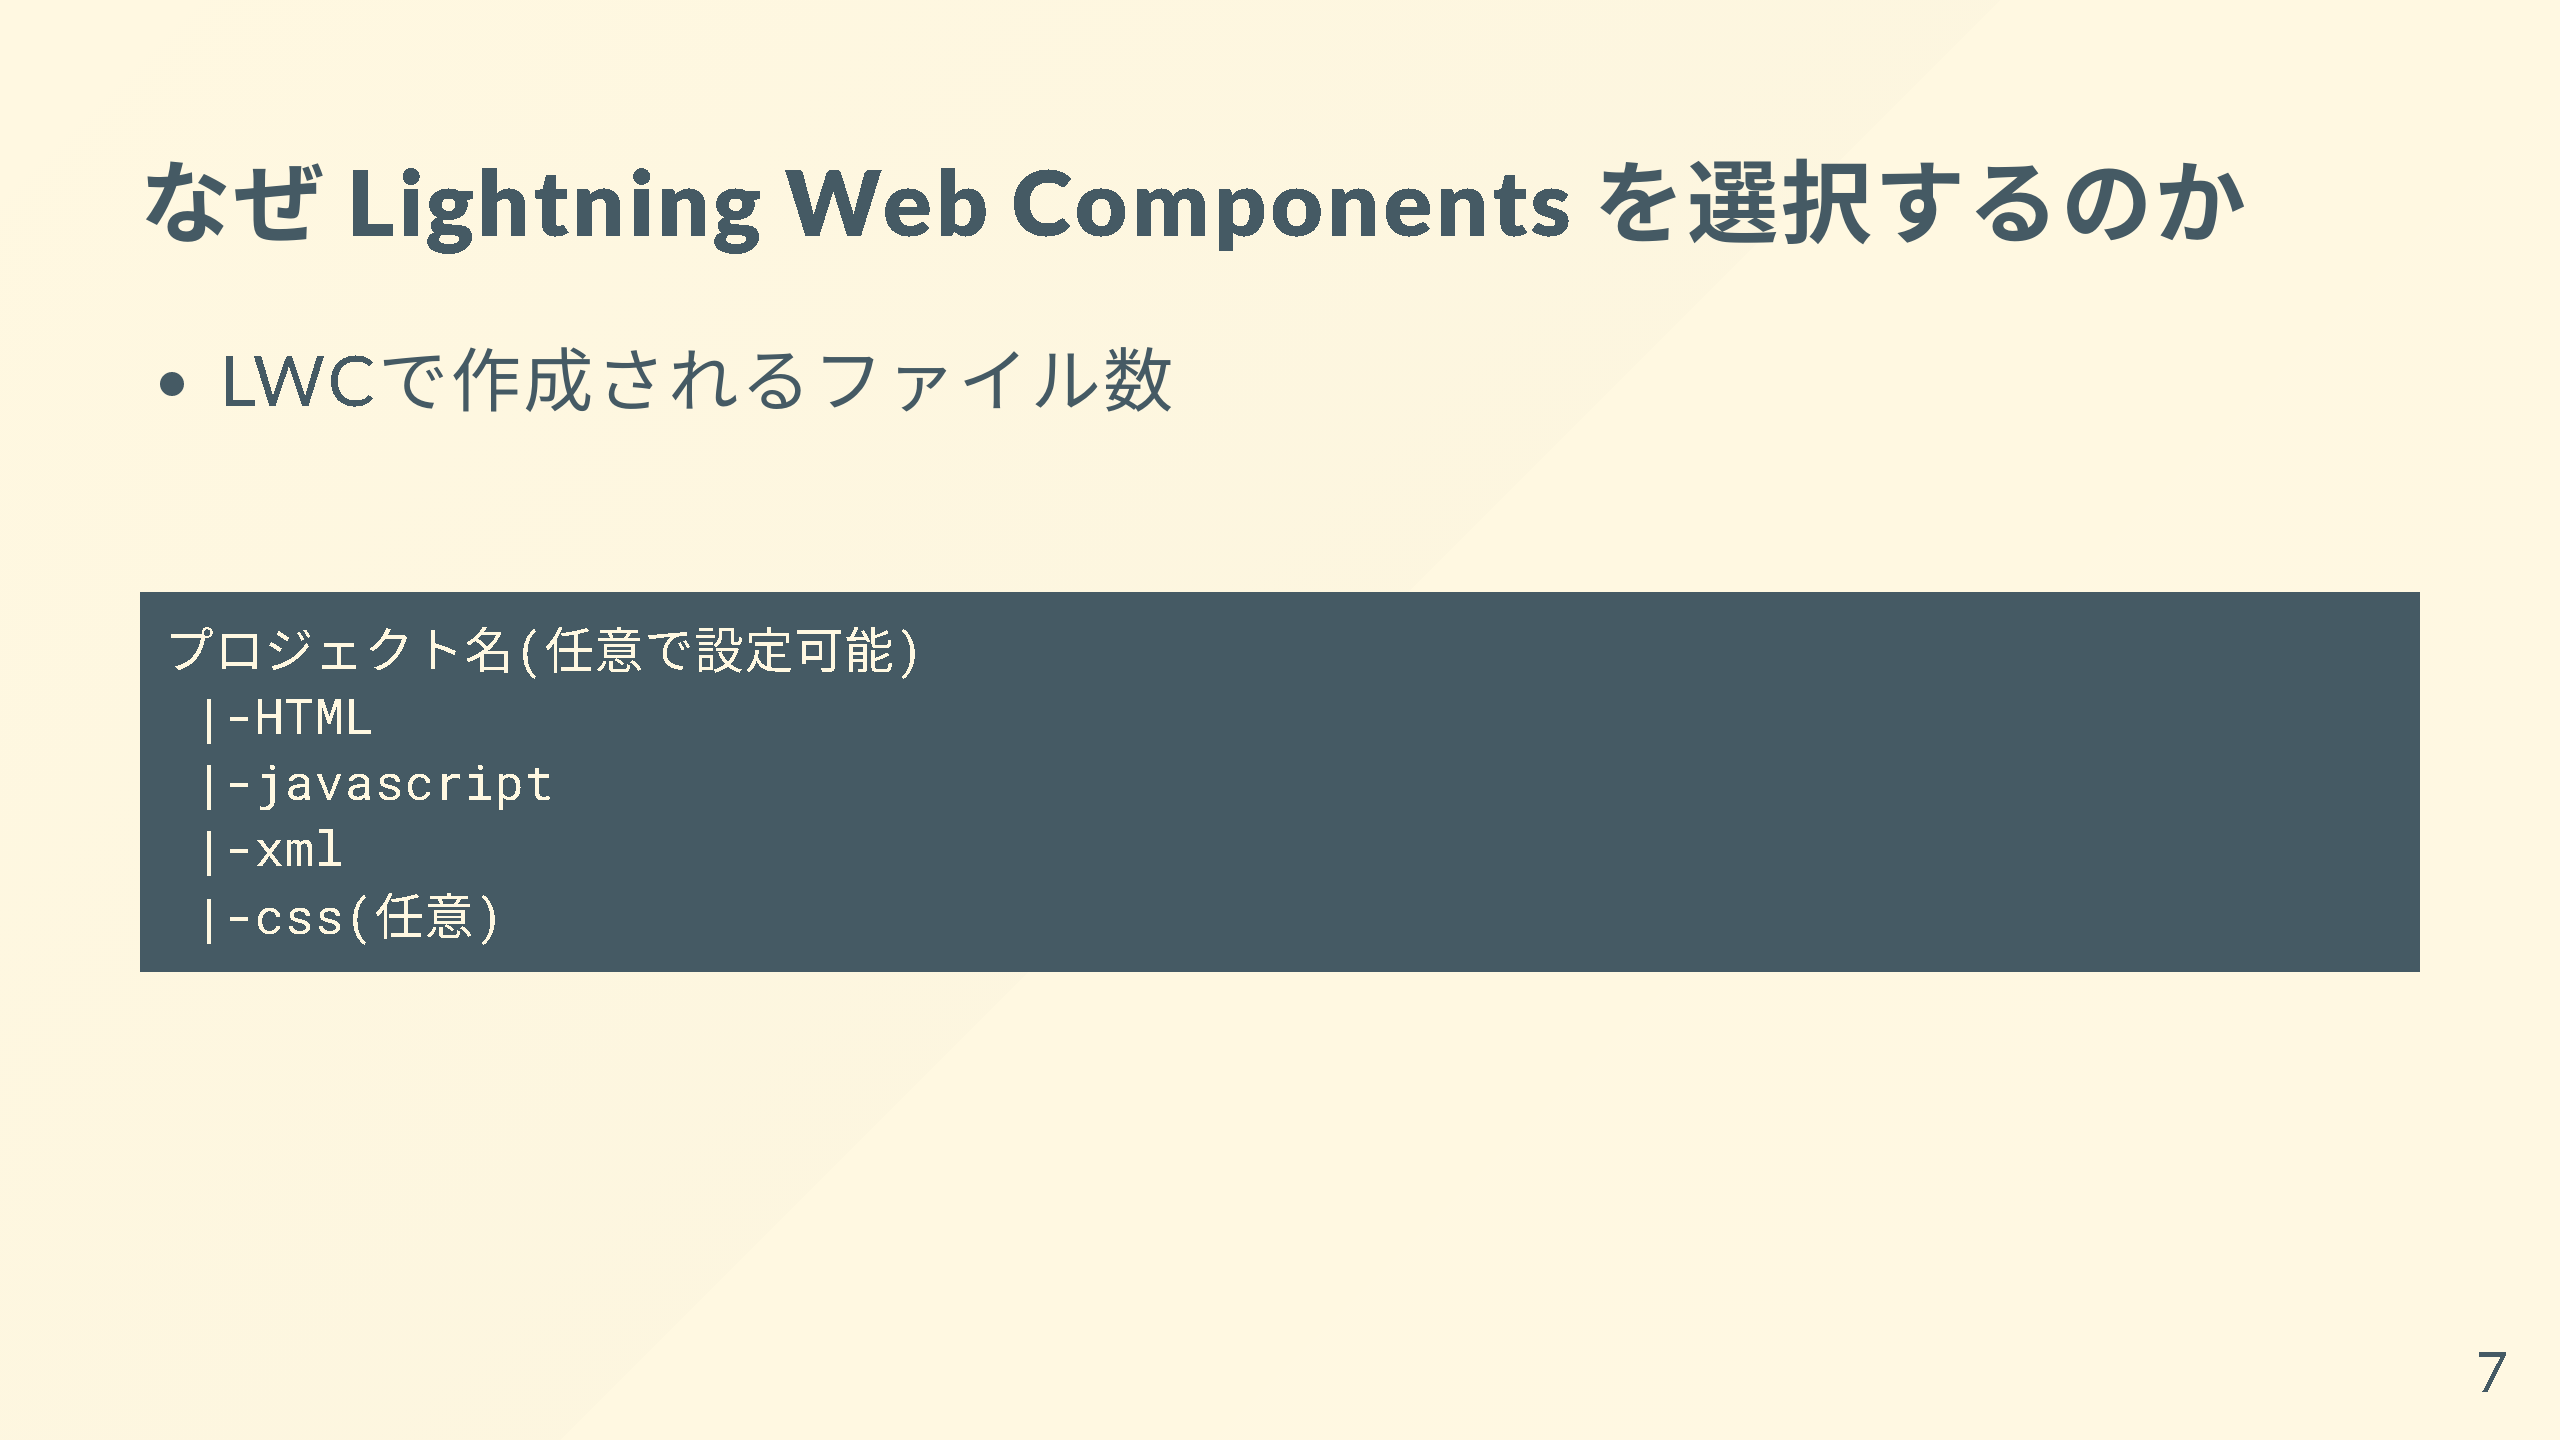 なぜ Lightning Web Components を選択するのか
• LWCで作成されるファイル数
プロジェクト名(任意で設定可能)
|-HTML
|-javascript
|-xml
|-css(任意)
7